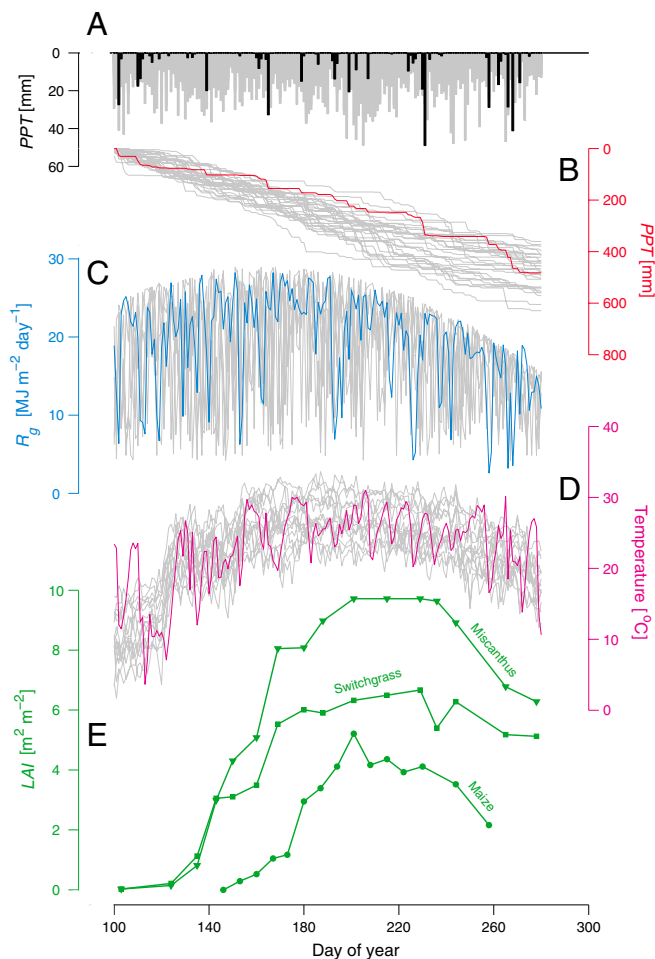 A
0
20
40
60
PPT [mm]
B
0
200
400
600
800
PPT [mm]
C
30
20
10
0
Rg [MJ m−2 day−1]
D
40
30
20
10
0
Temperature [oC]
E
10
8
6
4
2
0
LAI [m2 m−2]
Miscanthus
Switchgrass
Maize
100 140 180 220 260 300
Day of year